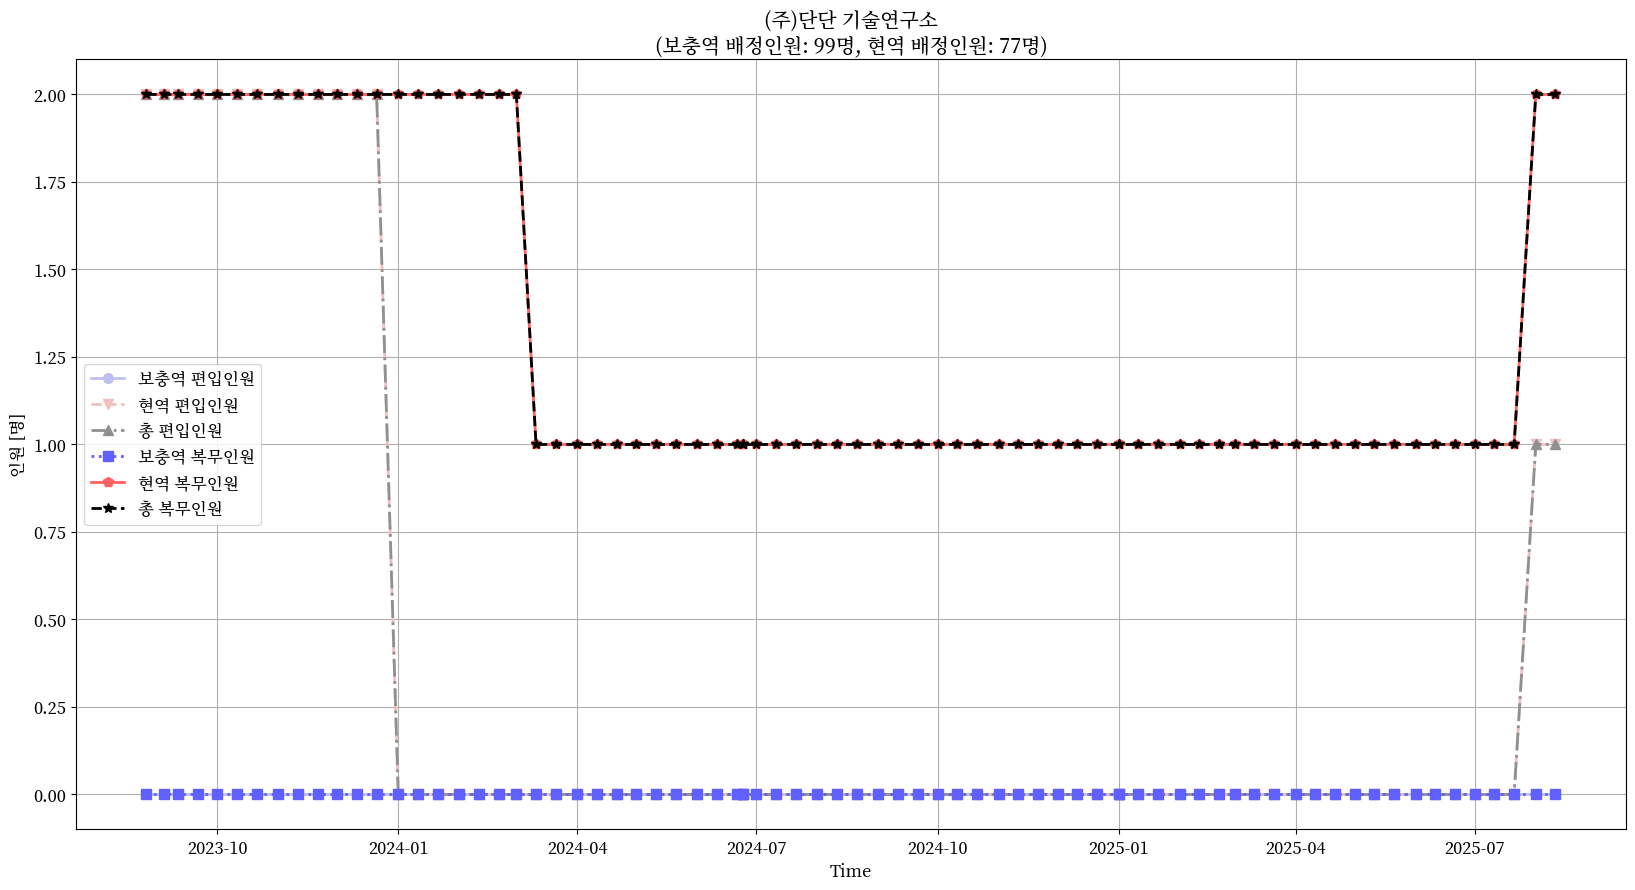 (주)단단 기술연구소
(보충역 배정인원: 99명, 현역 배정인원: 77명)
2.00
1.75
1.50
1.25
1.00
0.75
0.50
0.25
0.00
인원 [명]
보충역 편입인원
현역 편입인원
총 편입인원
보충역 복무인원
현역 복무인원
총 복무인원
2023-10
2024-01
2024-04
2024-07
2024-10
2025-01
2025-04
2025-07
Time